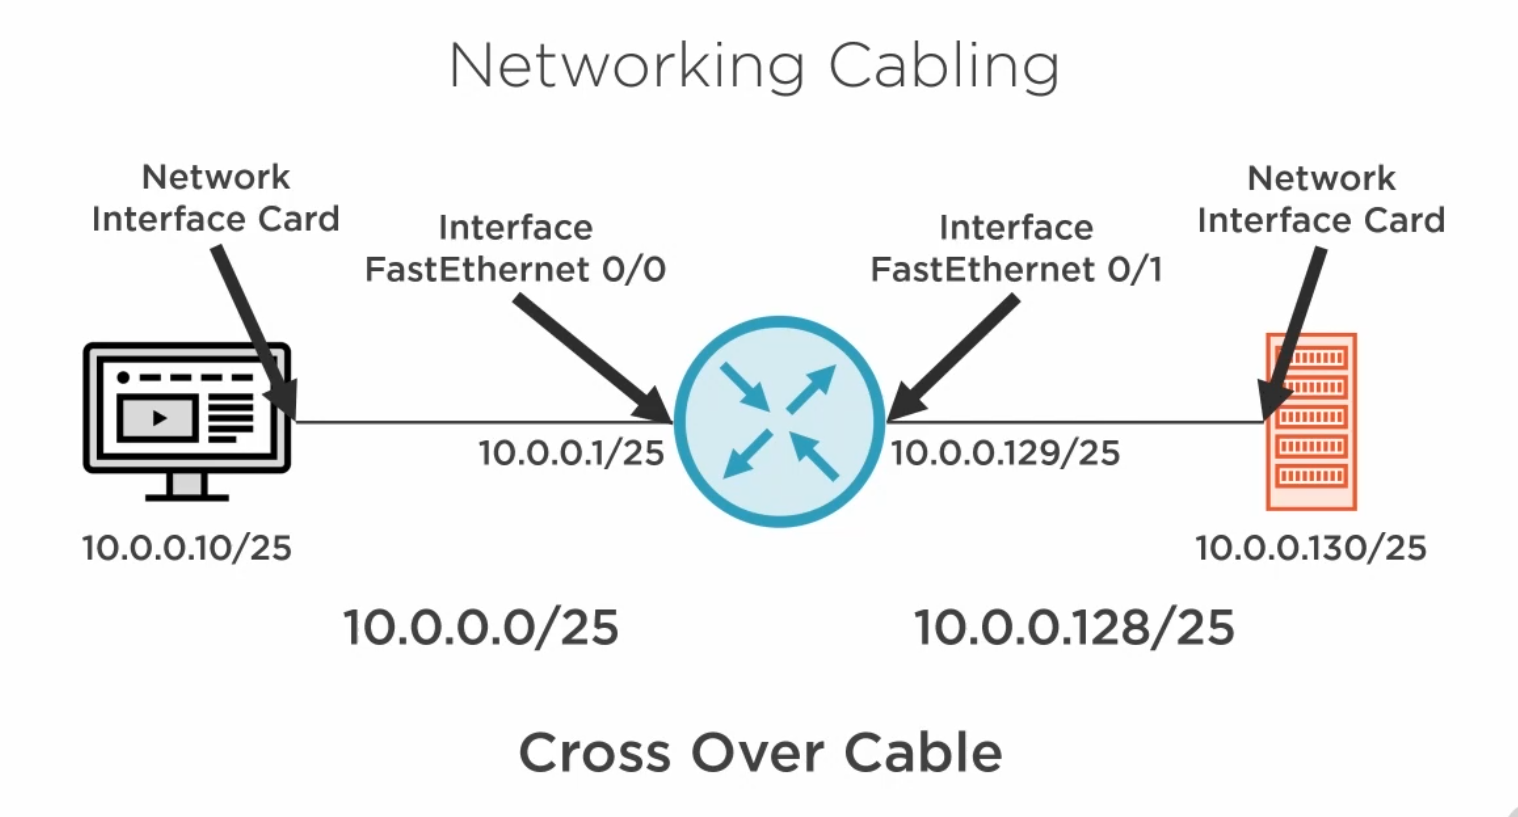 Networking Cabling
Network
Interface Card
Interface
FastEthernet 0/0
Interface
FastEthernet 0/1
Network
Interface Card
10.0.0.1/25
10.0.0.129/25
10.0.0.10/25
10.0.0.130/25
10.0.0.0/25
10.0.0.128/25
Cross Over Cable